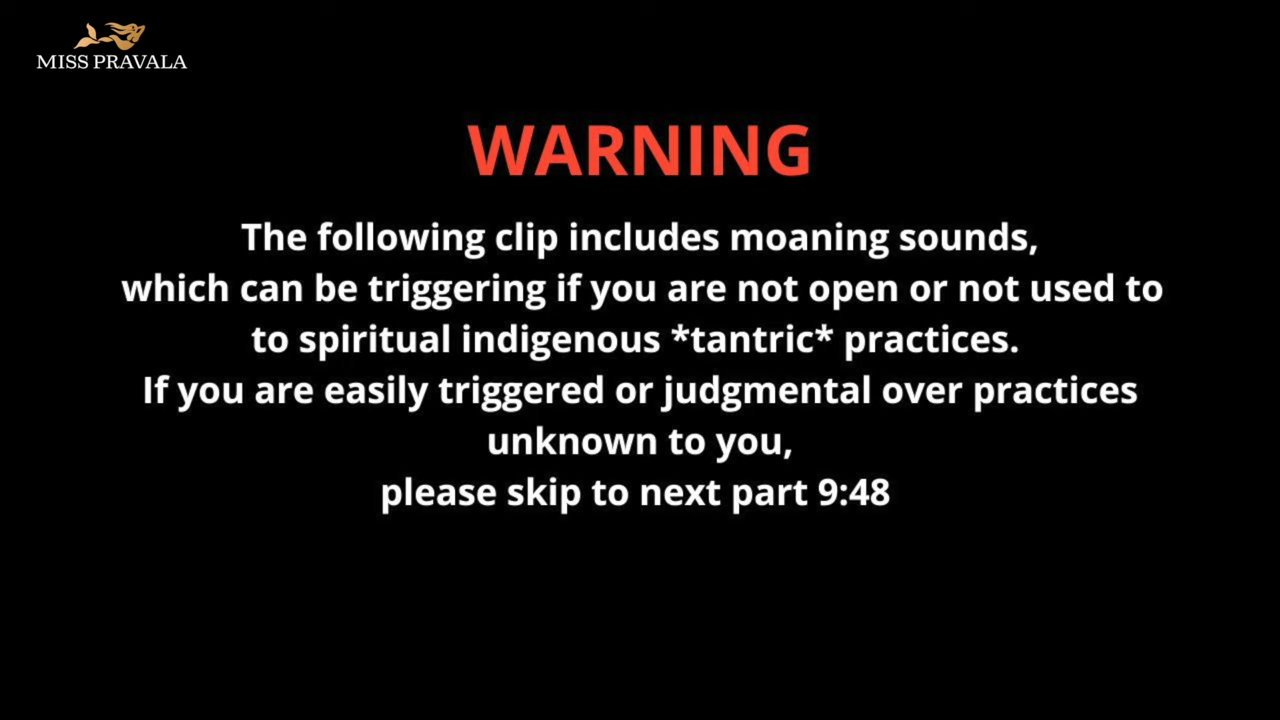 MISS PRAVALA
WARNING
The following clip includes moaning sounds,
which can be triggering if you are not open or not used to
to spiritual indigenous *tantric* practices.
If you are easily triggered or judgmental over practices
unknown to you,
please skip to next part 9:48